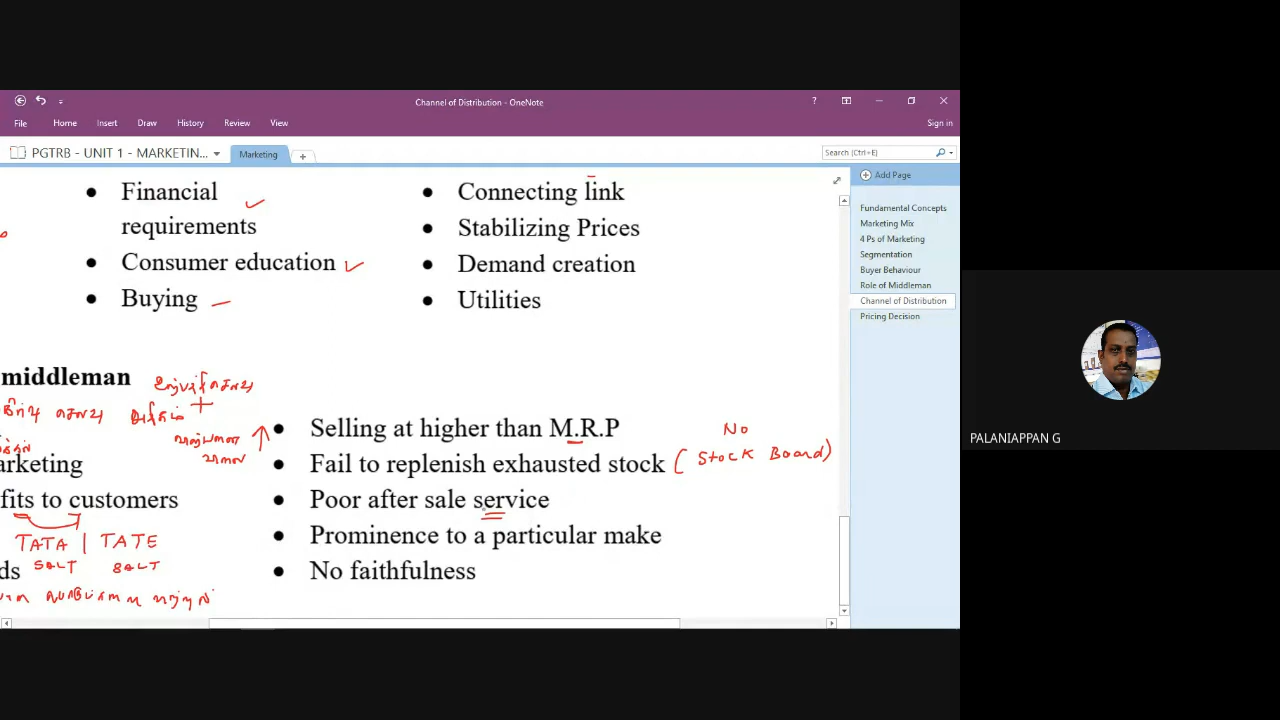 Channel of Distribution - OneNote
?
File Home Insert Draw History Review View
Sign in
PGTRB - UNIT 1 - MARKETIN...
Marketing
Search (Ctrl+E)
Add Page
Fundamental Concepts
Marketing Mix
4 Ps of Marketing
Segmentation
Buyer Behaviour
Role of Middleman
Channel of Distribution
Pricing Decision
• Financial requirements
• Consumer education
• Buying
• Connecting link
• Stabilizing Prices
• Demand creation
• Utilities
middleman
arketing
fits to customers
TATA | TATE
SALT SALT
ds
• Selling at higher than M.R.P
• Fail to replenish exhausted stock
No
(Stock Board)
• Poor after sale service
• Prominence to a particular make
• No faithfulness
PALANIAPPAN G